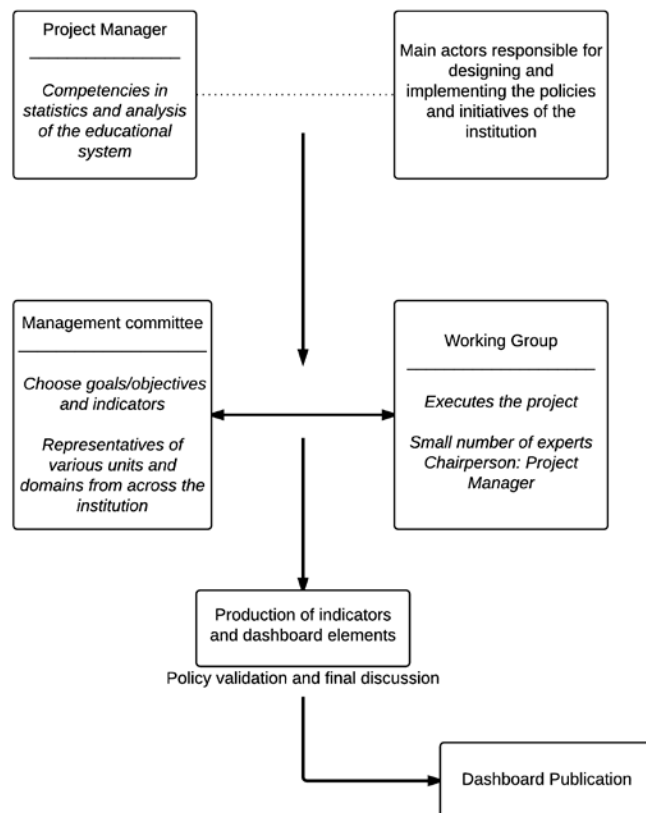 Project Manager
Competencies in
statistics and analysis
of the educational
system
Main actors responsible for
designing and
implementing the policies
and initiatives of the
institution
Management committee
Choose goals/objectives
and indicators
Representatives of
various units and
domains from across the
institution
Working Group
Executes the project
Small number of experts
Chairperson: Project
Manager
Production of indicators
and dashboard elements
Policy validation and final discussion
Dashboard Publication